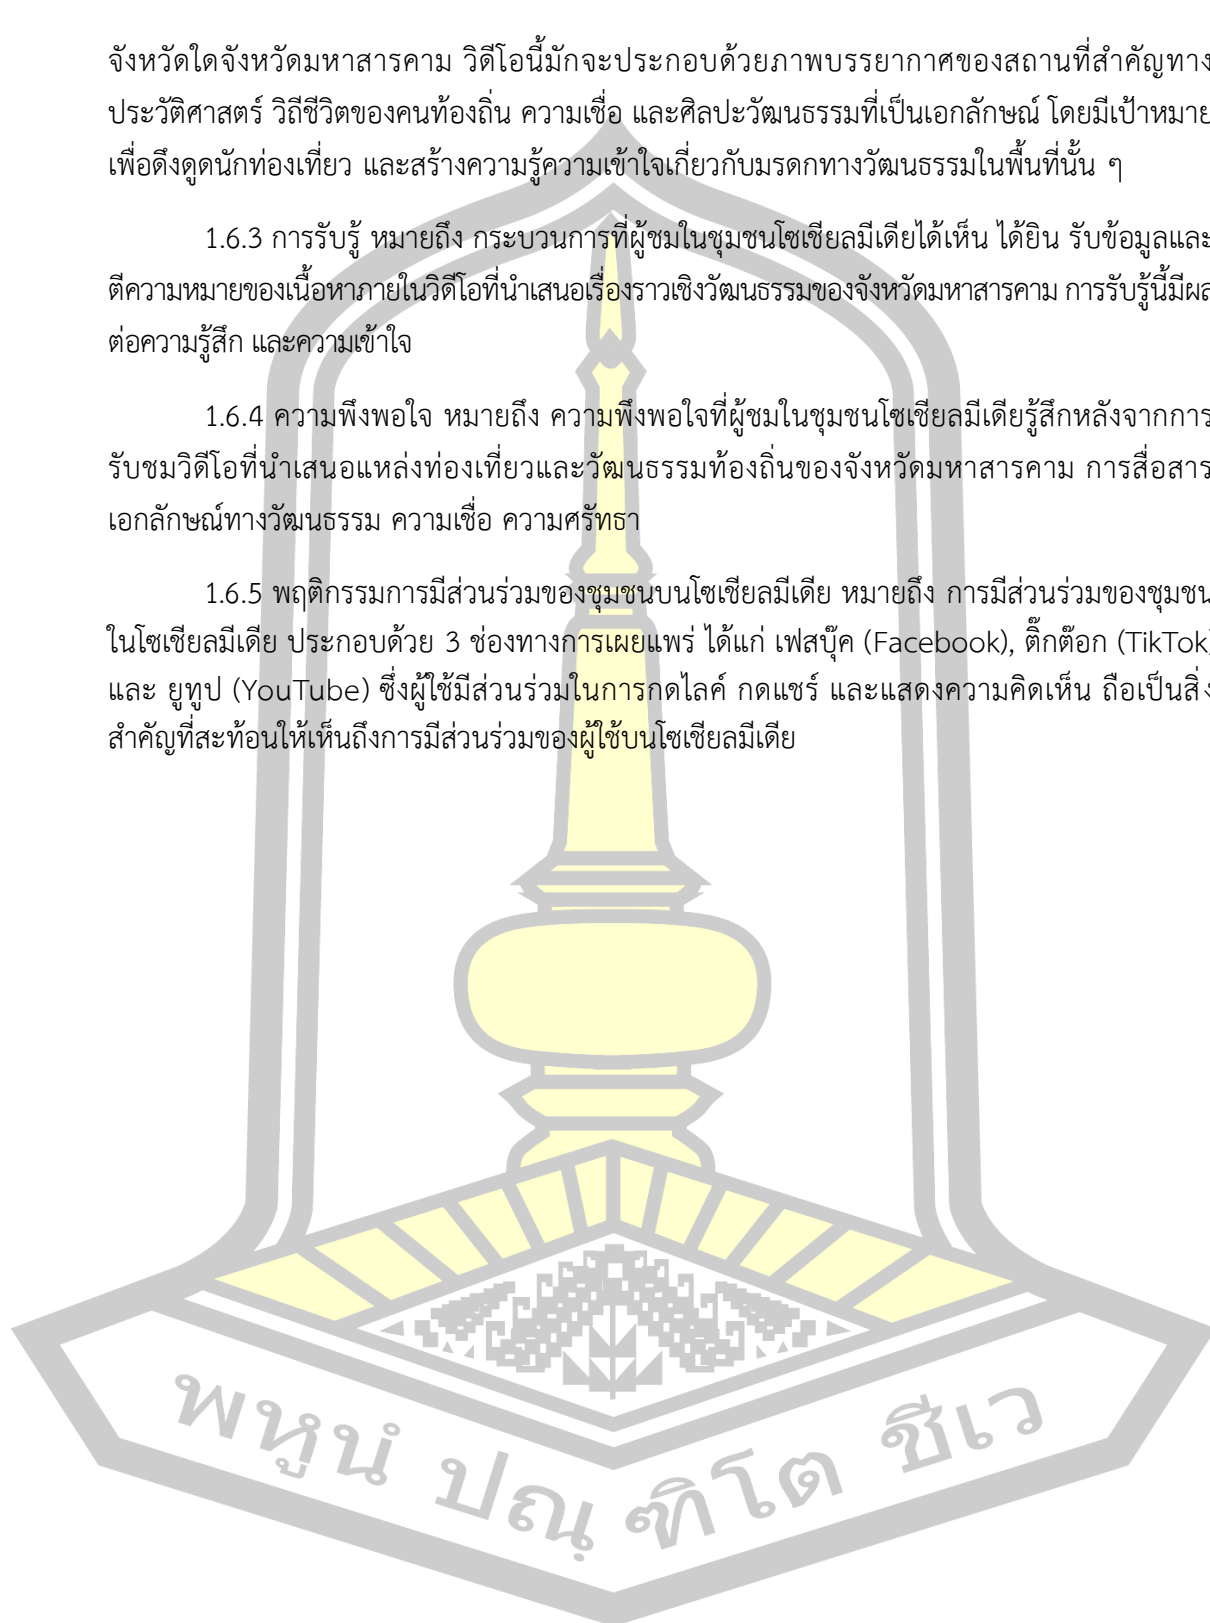 จังหวัดใดจังหวัดมหาสารคาม วิดีโอนี้มักจะประกอบด้วยภาพบรรยากาศของสถานที่สำคัญทาง
ประวัติศาสตร์ วิถีชีวิตของคนท้องถิ่น ความเชื่อ และศิลปะวัฒนธรรมที่เป็นเอกลักษณ์ โดยมีเป้าหมาย
เพื่อดึงดูดนักท่องเที่ยว และสร้างความรู้ความเข้าใจเกี่ยวกับมรดกทางวัฒนธรรมในพื้นที่นั้น ๆ
1.6.3 การรับรู้ หมายถึง กระบวนการที่ผู้ชมในชุมชนโซเชียลมีเดียได้เห็น ได้ยิน รับข้อมูลและ
ตีความหมายของเนื้อหาภายในวิดีโอที่นำเสนอเรื่องราวเชิงวัฒนธรรมของจังหวัดมหาสารคาม การรับรู้นี้มีผล
ต่อความรู้สึก และความเข้าใจ
1.6.4 ความพึงพอใจ หมายถึง ความพึงพอใจที่ผู้ชมในชุมชนโซเชียลมีเดียรู้สึกหลังจากการ
รับชมวิดีโอที่นำเสนอแหล่งท่องเที่ยวและวัฒนธรรมท้องถิ่นของจังหวัดมหาสารคาม การสื่อสาร
เอกลักษณ์ทางวัฒนธรรม ความเชื่อ ความศรัทธา
1.6.5 พฤติกรรมการมีส่วนร่วมของชุมชนบนโซเชียลมีเดีย หมายถึง การมีส่วนร่วมของชุมชน
ในโซเชียลมีเดีย ประกอบด้วย 3 ช่องทางการเผยแพร่ ได้แก่ เฟสบุ๊ค (Facebook), ติ๊กต๊อก (TikTok)
และ ยูทูป (YouTube) ซึ่งผู้ใช้มีส่วนร่วมในการกดไลค์ กดแชร์ และแสดงความคิดเห็น ถือเป็นสิ่ง
สำคัญที่สะท้อนให้เห็นถึงการมีส่วนร่วมของผู้ใช้บนโซเชียลมีเดีย
พหูนํ ปณฺ ฑิโต ชีเว